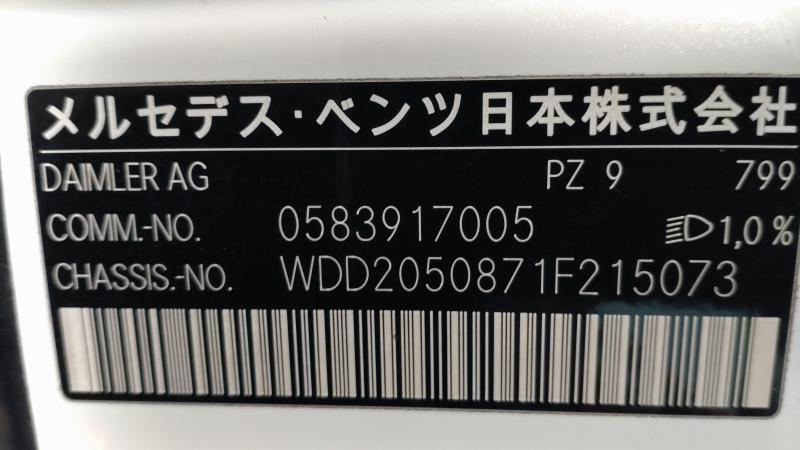 メルセデス・ベンツ日本株式会社
DAIMLER AG PZ 9 799
COMM.-NO. 0583917005 1,0 %
CHASSIS.-NO. WDD2050871F215073